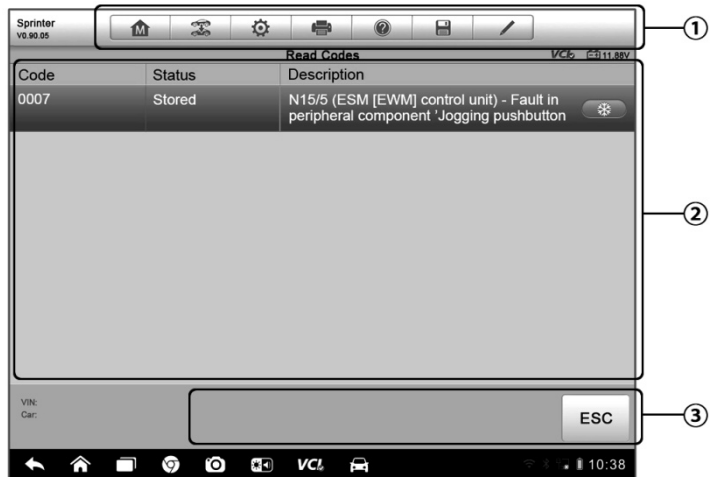 Sprinter
V0.90.05
M
①
Read Codes
VCI
11.88V
Code Status Description
0007 Stored N15/5 (ESM [EWM] control unit) - Fault in
peripheral component 'Jogging pushbutton
②
VIN:
Car:
ESC
③
VCI
10:38